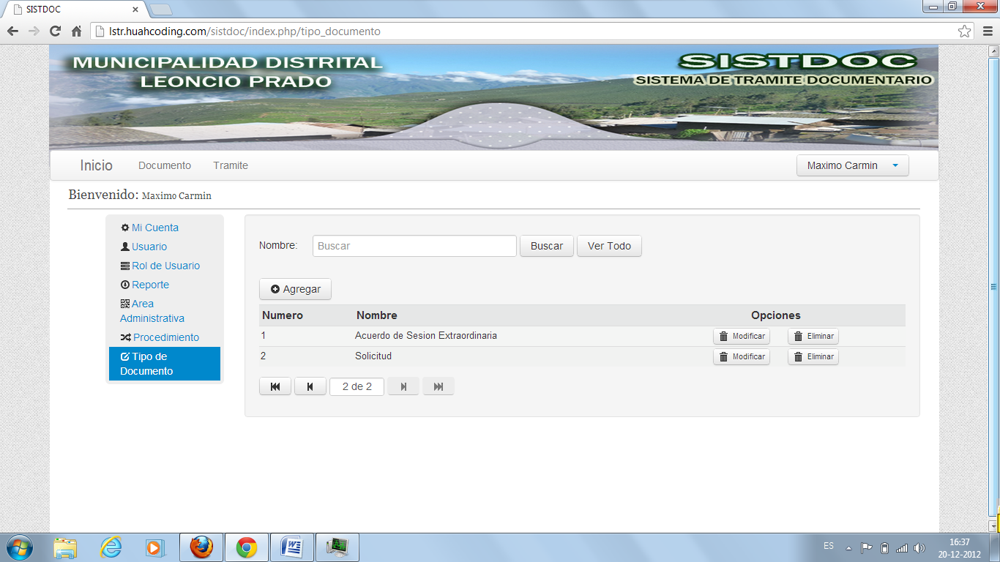 SISTDOC
lstr.huahcoding.com/sistdoc/index.php/tipo_documento
MUNICIPALIDAD DISTRITAL
LEONCIO PRADO
SISTDOC
SISTEMA DE TRAMITE DOCUMENTARIO
Inicio Documento Tramite Maximo Carmin
Bienvenido: Maximo Carmin
Mi Cuenta
Usuario
Rol de Usuario
Reporte
Area
Administrativa
Procedimiento
Tipo de
Documento
Nombre: Buscar Buscar Ver Todo
Agregar
Numero Nombre Opciones
1 Acuerdo de Sesion Extraordinaria Modificar Eliminar
2 Solicitud Modificar Eliminar
2 de 2
ES
16:37
20-12-2012